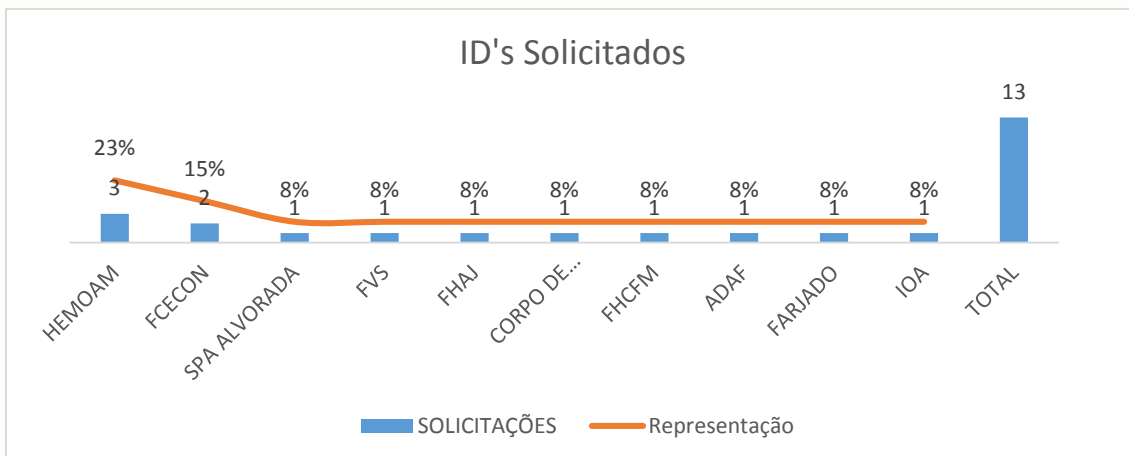 ID's Solicitados
13
23%
15%
8% 8% 8% 8% 8% 8% 8% 8%
3 2 1 1 1 1 1 1 1 1
HEMOAM
FCECON
SPA ALVORADA
FVS
FHAJ
CORPO DE...
FHCFM
ADAF
FARJADO
IOA
TOTAL
SOLICITAÇÕES Representação